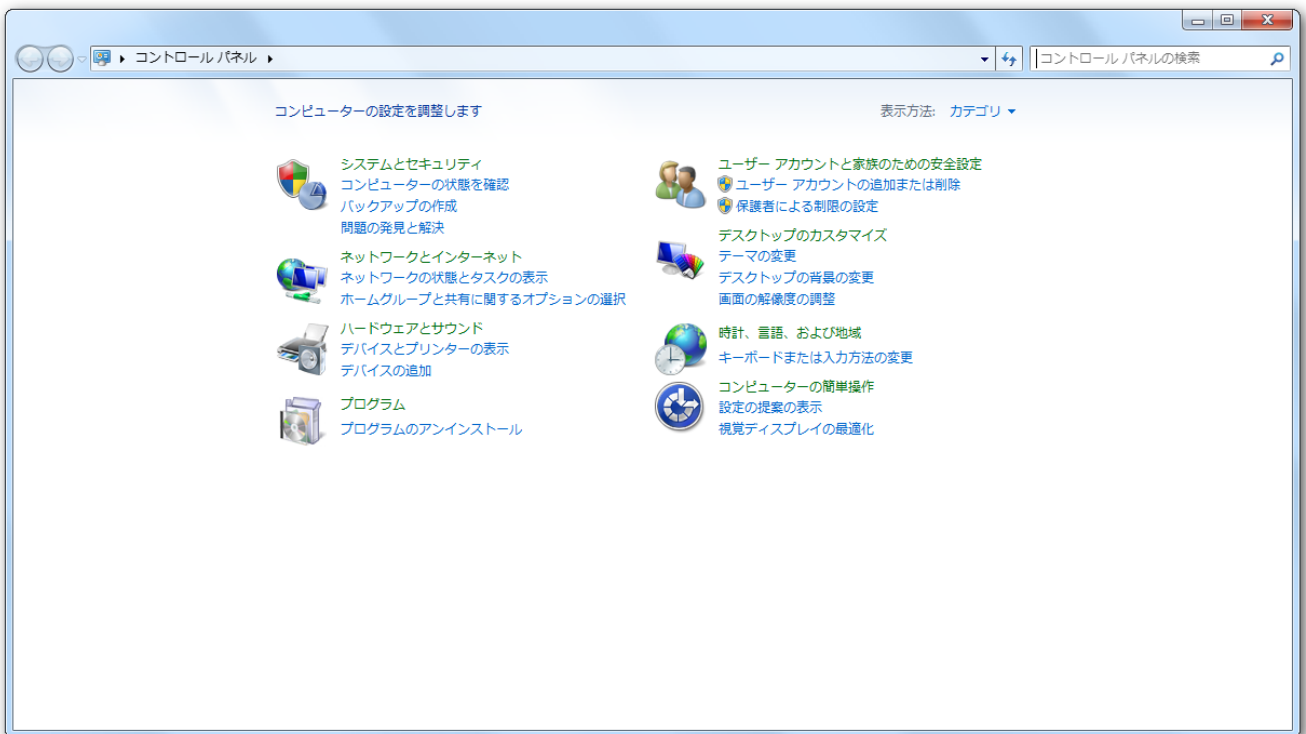 コントロール パネル
コントロール パネルの検索
コンピューターの設定を調整します
表示方法: カテゴリ
システムとセキュリティ
コンピューターの状態を確認
バックアップの作成
問題の発見と解決
ネットワークとインターネット
ネットワークの状態とタスクの表示
ホームグループと共有に関するオプションの選択
ハードウェアとサウンド
デバイスとプリンターの表示
デバイスの追加
プログラム
プログラムのアンインストール
ユーザー アカウントと家族のための安全設定
ユーザー アカウントの追加または削除
保護者による制限の設定
デスクトップのカスタマイズ
テーマの変更
デスクトップの背景の変更
画面の解像度の調整
時計、言語、および地域
キーボードまたは入力方法の変更
コンピューターの簡単操作
設定の提案の表示
視覚ディスプレイの最適化